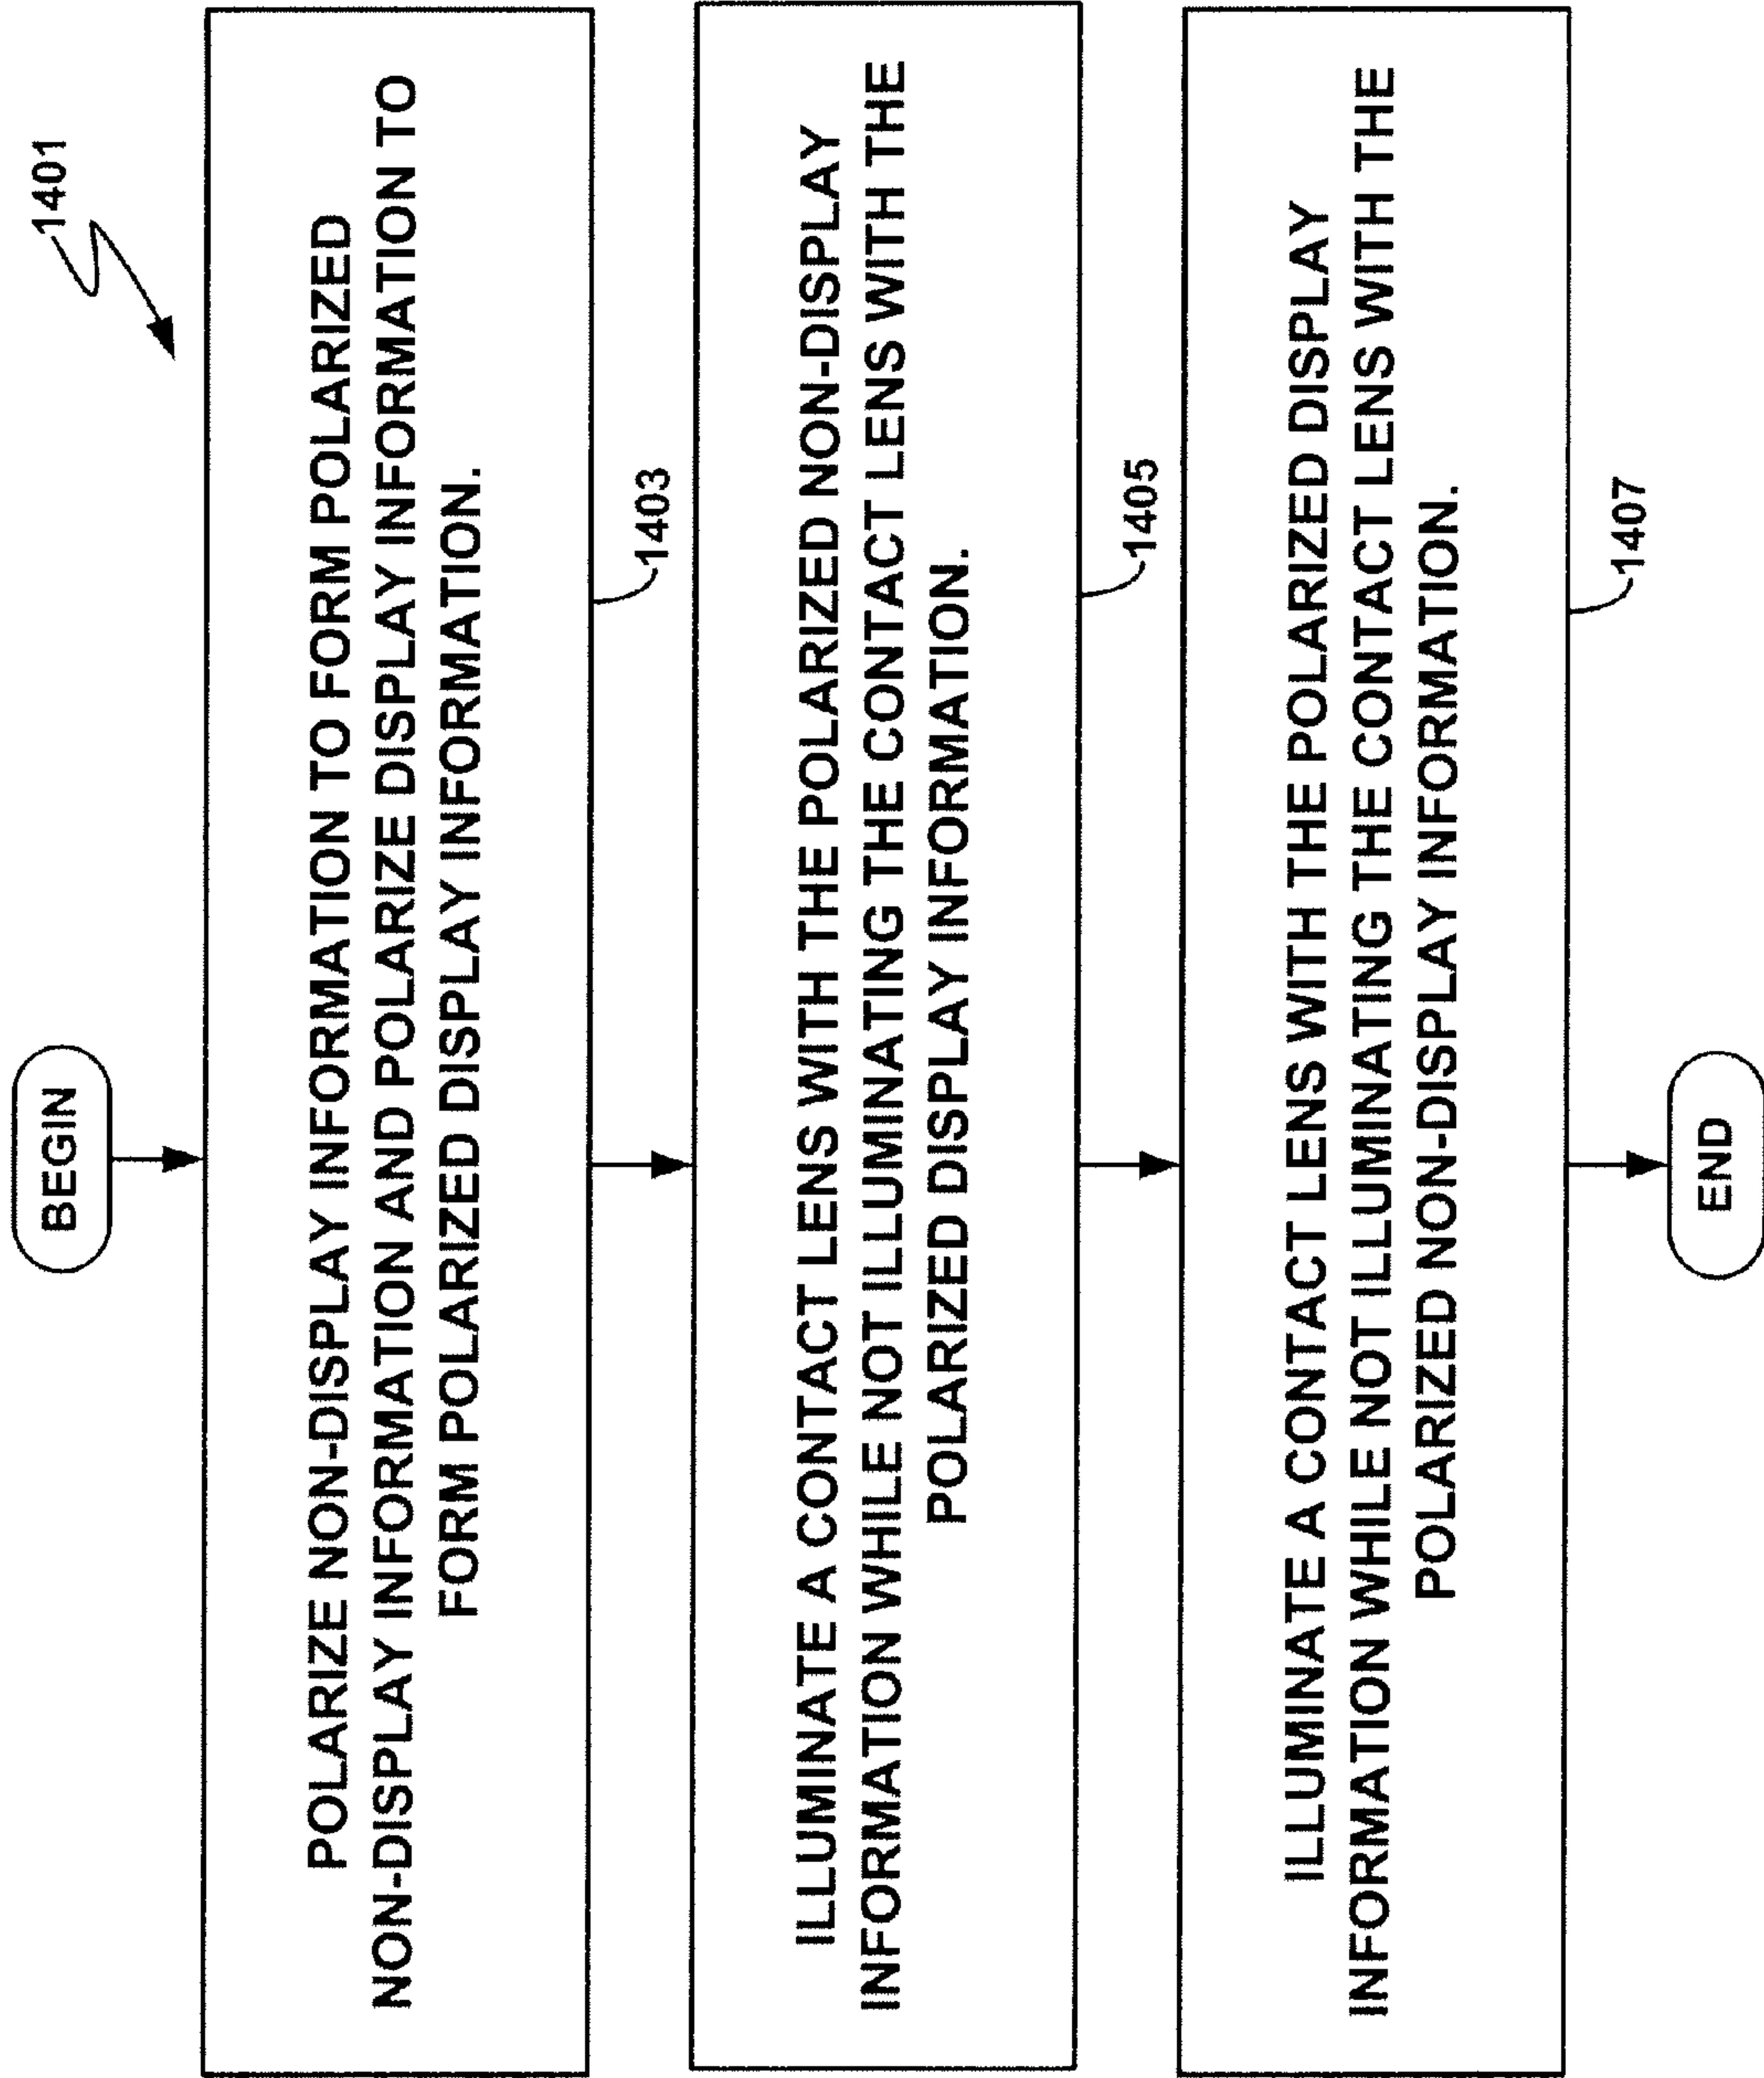 1401
BEGIN
POLARIZE NON-DISPLAY INFORMATION TO FORM POLARIZED
NON-DISPLAY INFORMATION AND POLARIZE DISPLAY INFORMATION TO
FORM POLARIZED DISPLAY INFORMATION.
1403
ILLUMINATE A CONTACT LENS WITH THE POLARIZED NON-DISPLAY
INFORMATION WHILE NOT ILLUMINATING THE CONTACT LENS WITH THE
POLARIZED DISPLAY INFORMATION.
1405
ILLUMINATE A CONTACT LENS WITH THE POLARIZED DISPLAY
INFORMATION WHILE NOT ILLUMINATING THE CONTACT LENS WITH THE
POLARIZED NON-DISPLAY INFORMATION.
1407
END